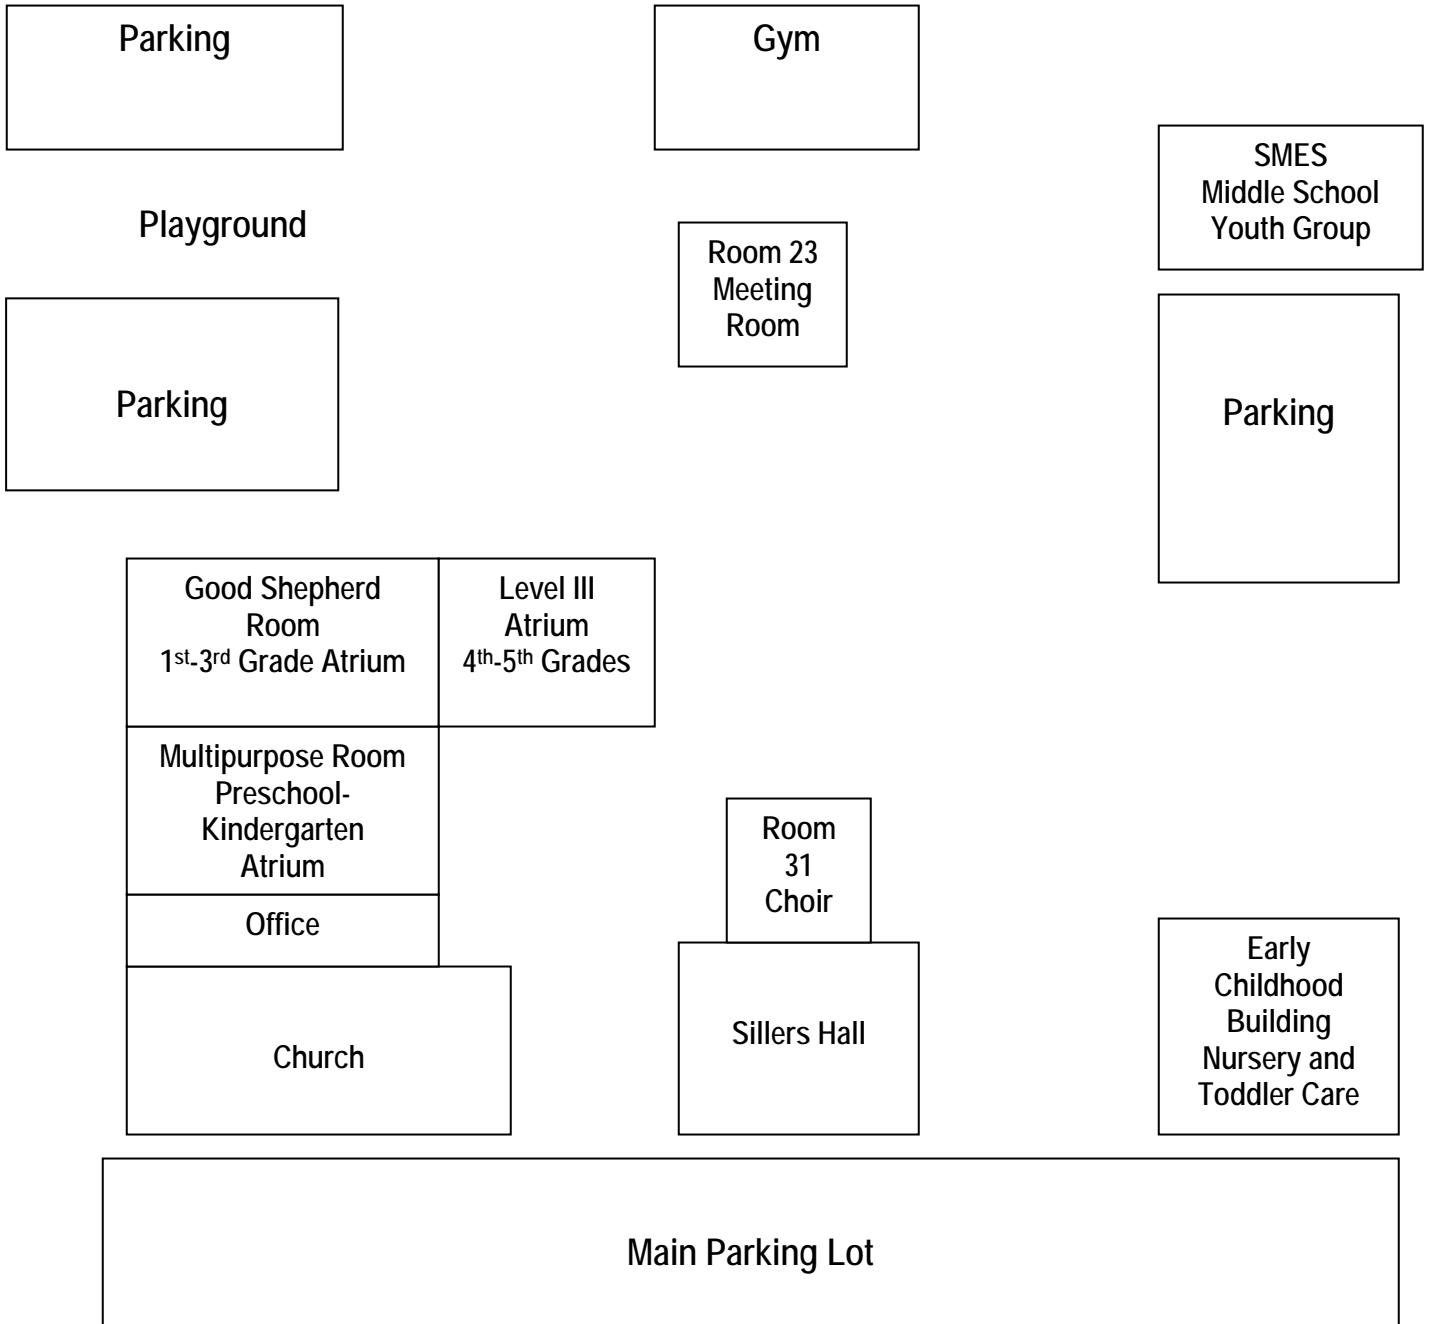 Parking
Gym
SMES
Middle School
Youth Group
Playground
Room 23
Meeting
Room
Parking
Parking
Good Shepherd
Room
1st-3rd Grade Atrium
Level III
Atrium
4th-5th Grades
Multipurpose Room
Preschool-
Kindergarten
Atrium
Room
31
Choir
Office
Early
Childhood
Building
Nursery and
Toddler Care
Church
Sillers Hall
Main Parking Lot